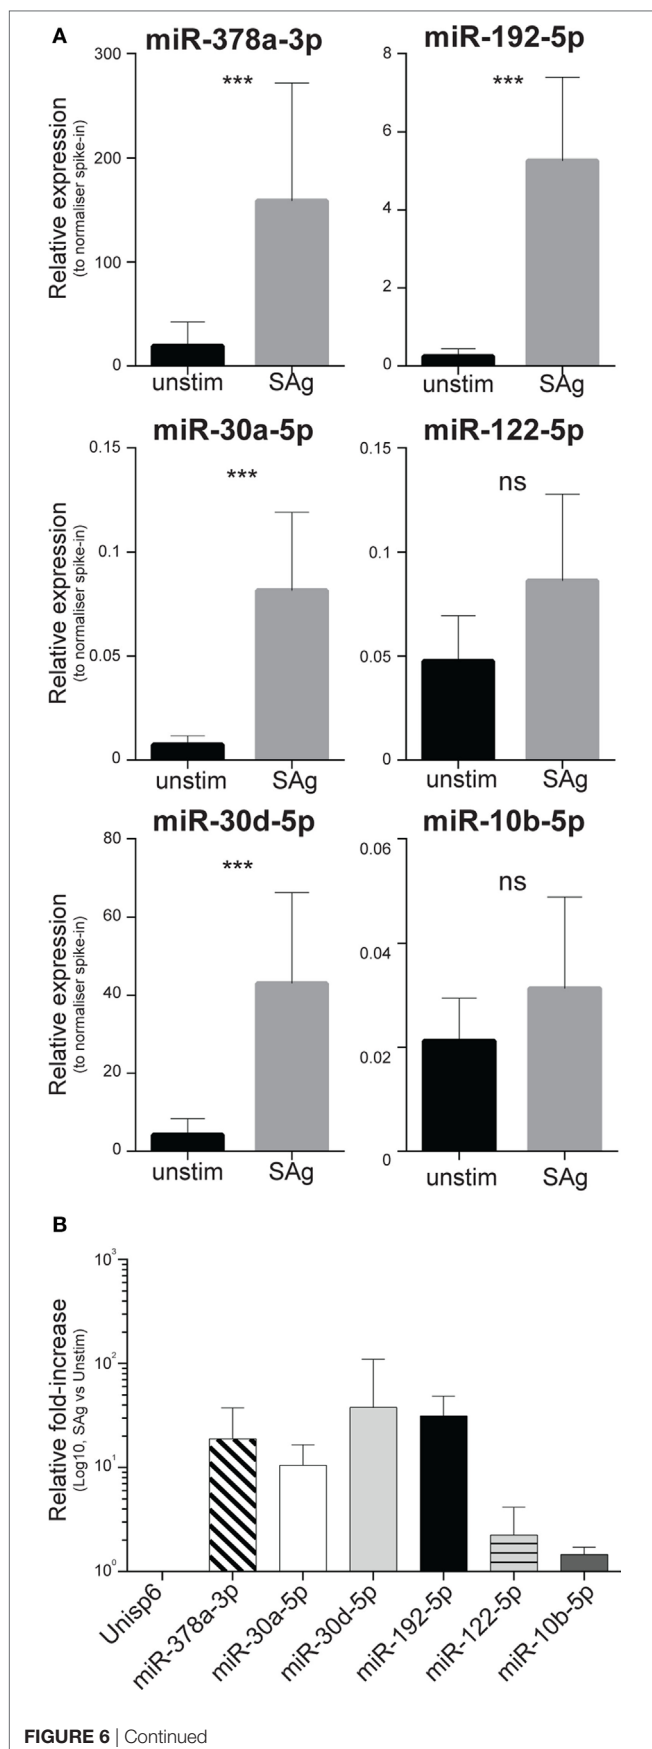 A
miR-378a-3p
miR-192-5p
300
200
100
0
Relative expression
(to normaliser spike-in)
***
unstim SAg
8
6
4
2
0
***
unstim SAg
miR-30a-5p
miR-122-5p
0.15
0.1
0.05
0
Relative expression
(to normaliser spike-in)
***
unstim SAg
0.15
0.1
0.05
0
ns
unstim SAg
miR-30d-5p
miR-10b-5p
80
60
40
20
0
Relative expression
(to normaliser spike-in)
***
unstim SAg
0.06
0.04
0.02
0
ns
unstim SAg
B
10³
10²
10¹
10⁰
Relative fold-increase
(Log10, SAg vs Unstim)
Unisp6
miR-378a-3p
miR-30a-5p
miR-30d-5p
miR-192-5p
miR-122-5p
miR-10b-5p
FIGURE 6 | Continued